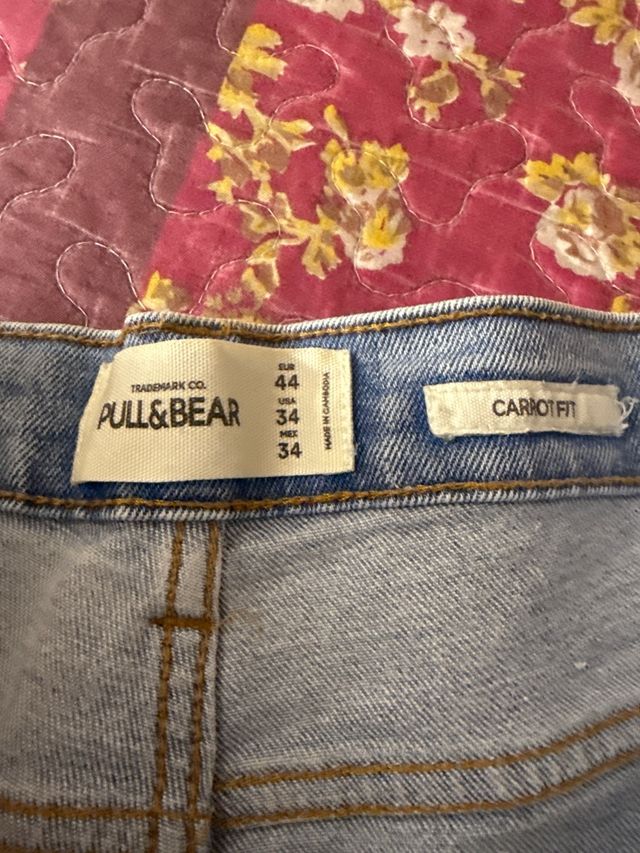 TRADEMARK CO.
PULL&BEAR
EUR
44
USA
34
MEX
34
MADE IN CAMBODIA
CARROT FIT